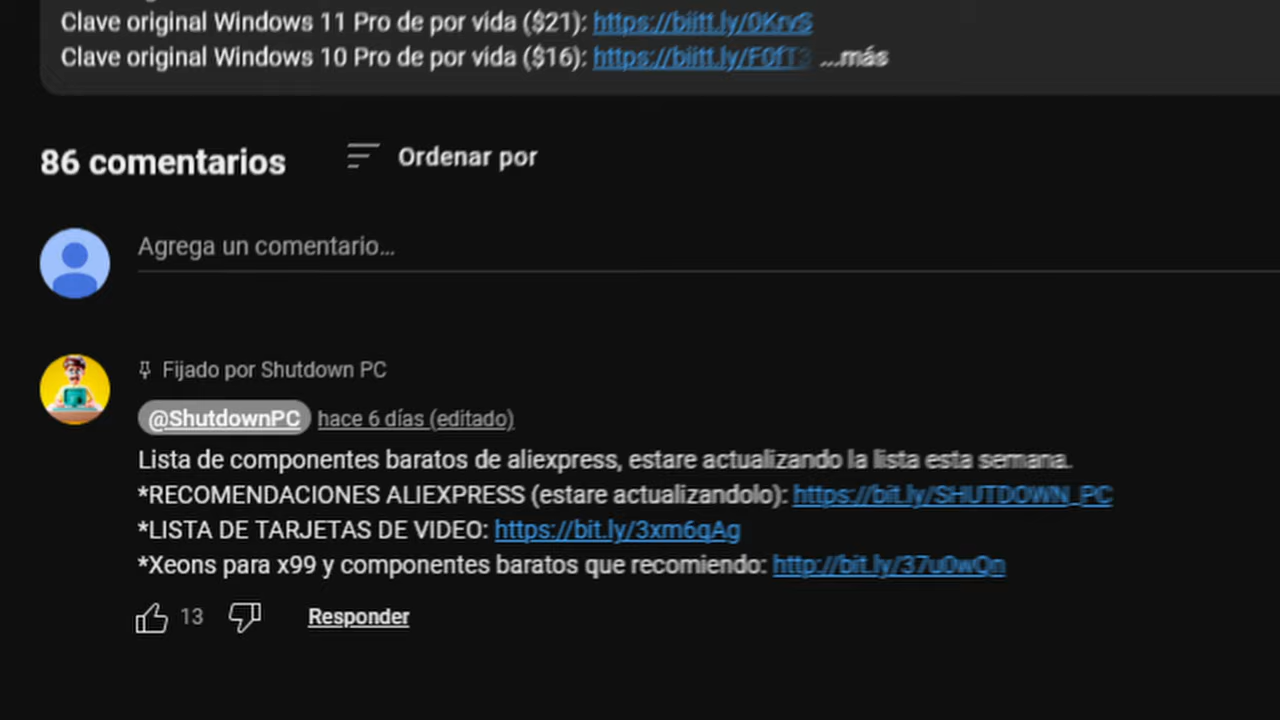 Clave original Windows 11 Pro de por vida ($21): https://biitt.ly/0KrvS
Clave original Windows 10 Pro de por vida ($16): https://biitt.ly/F0fT3 ...más
86 comentarios
Ordenar por
Agrega un comentario...
Fijado por Shutdown PC
@ShutdownPC hace 6 días (editado)
Lista de componentes baratos de aliexpress, estare actualizando la lista esta semana.
*RECOMENDACIONES ALIEXPRESS (estare actualizandolo): https://bit.ly/SHUTDOWN_PC
*LISTA DE TARJETAS DE VIDEO: https://bit.ly/3xm6qAg
*Xeons para x99 y componentes baratos que recomiendo: http://bit.ly/37u0wQn
13
Responder